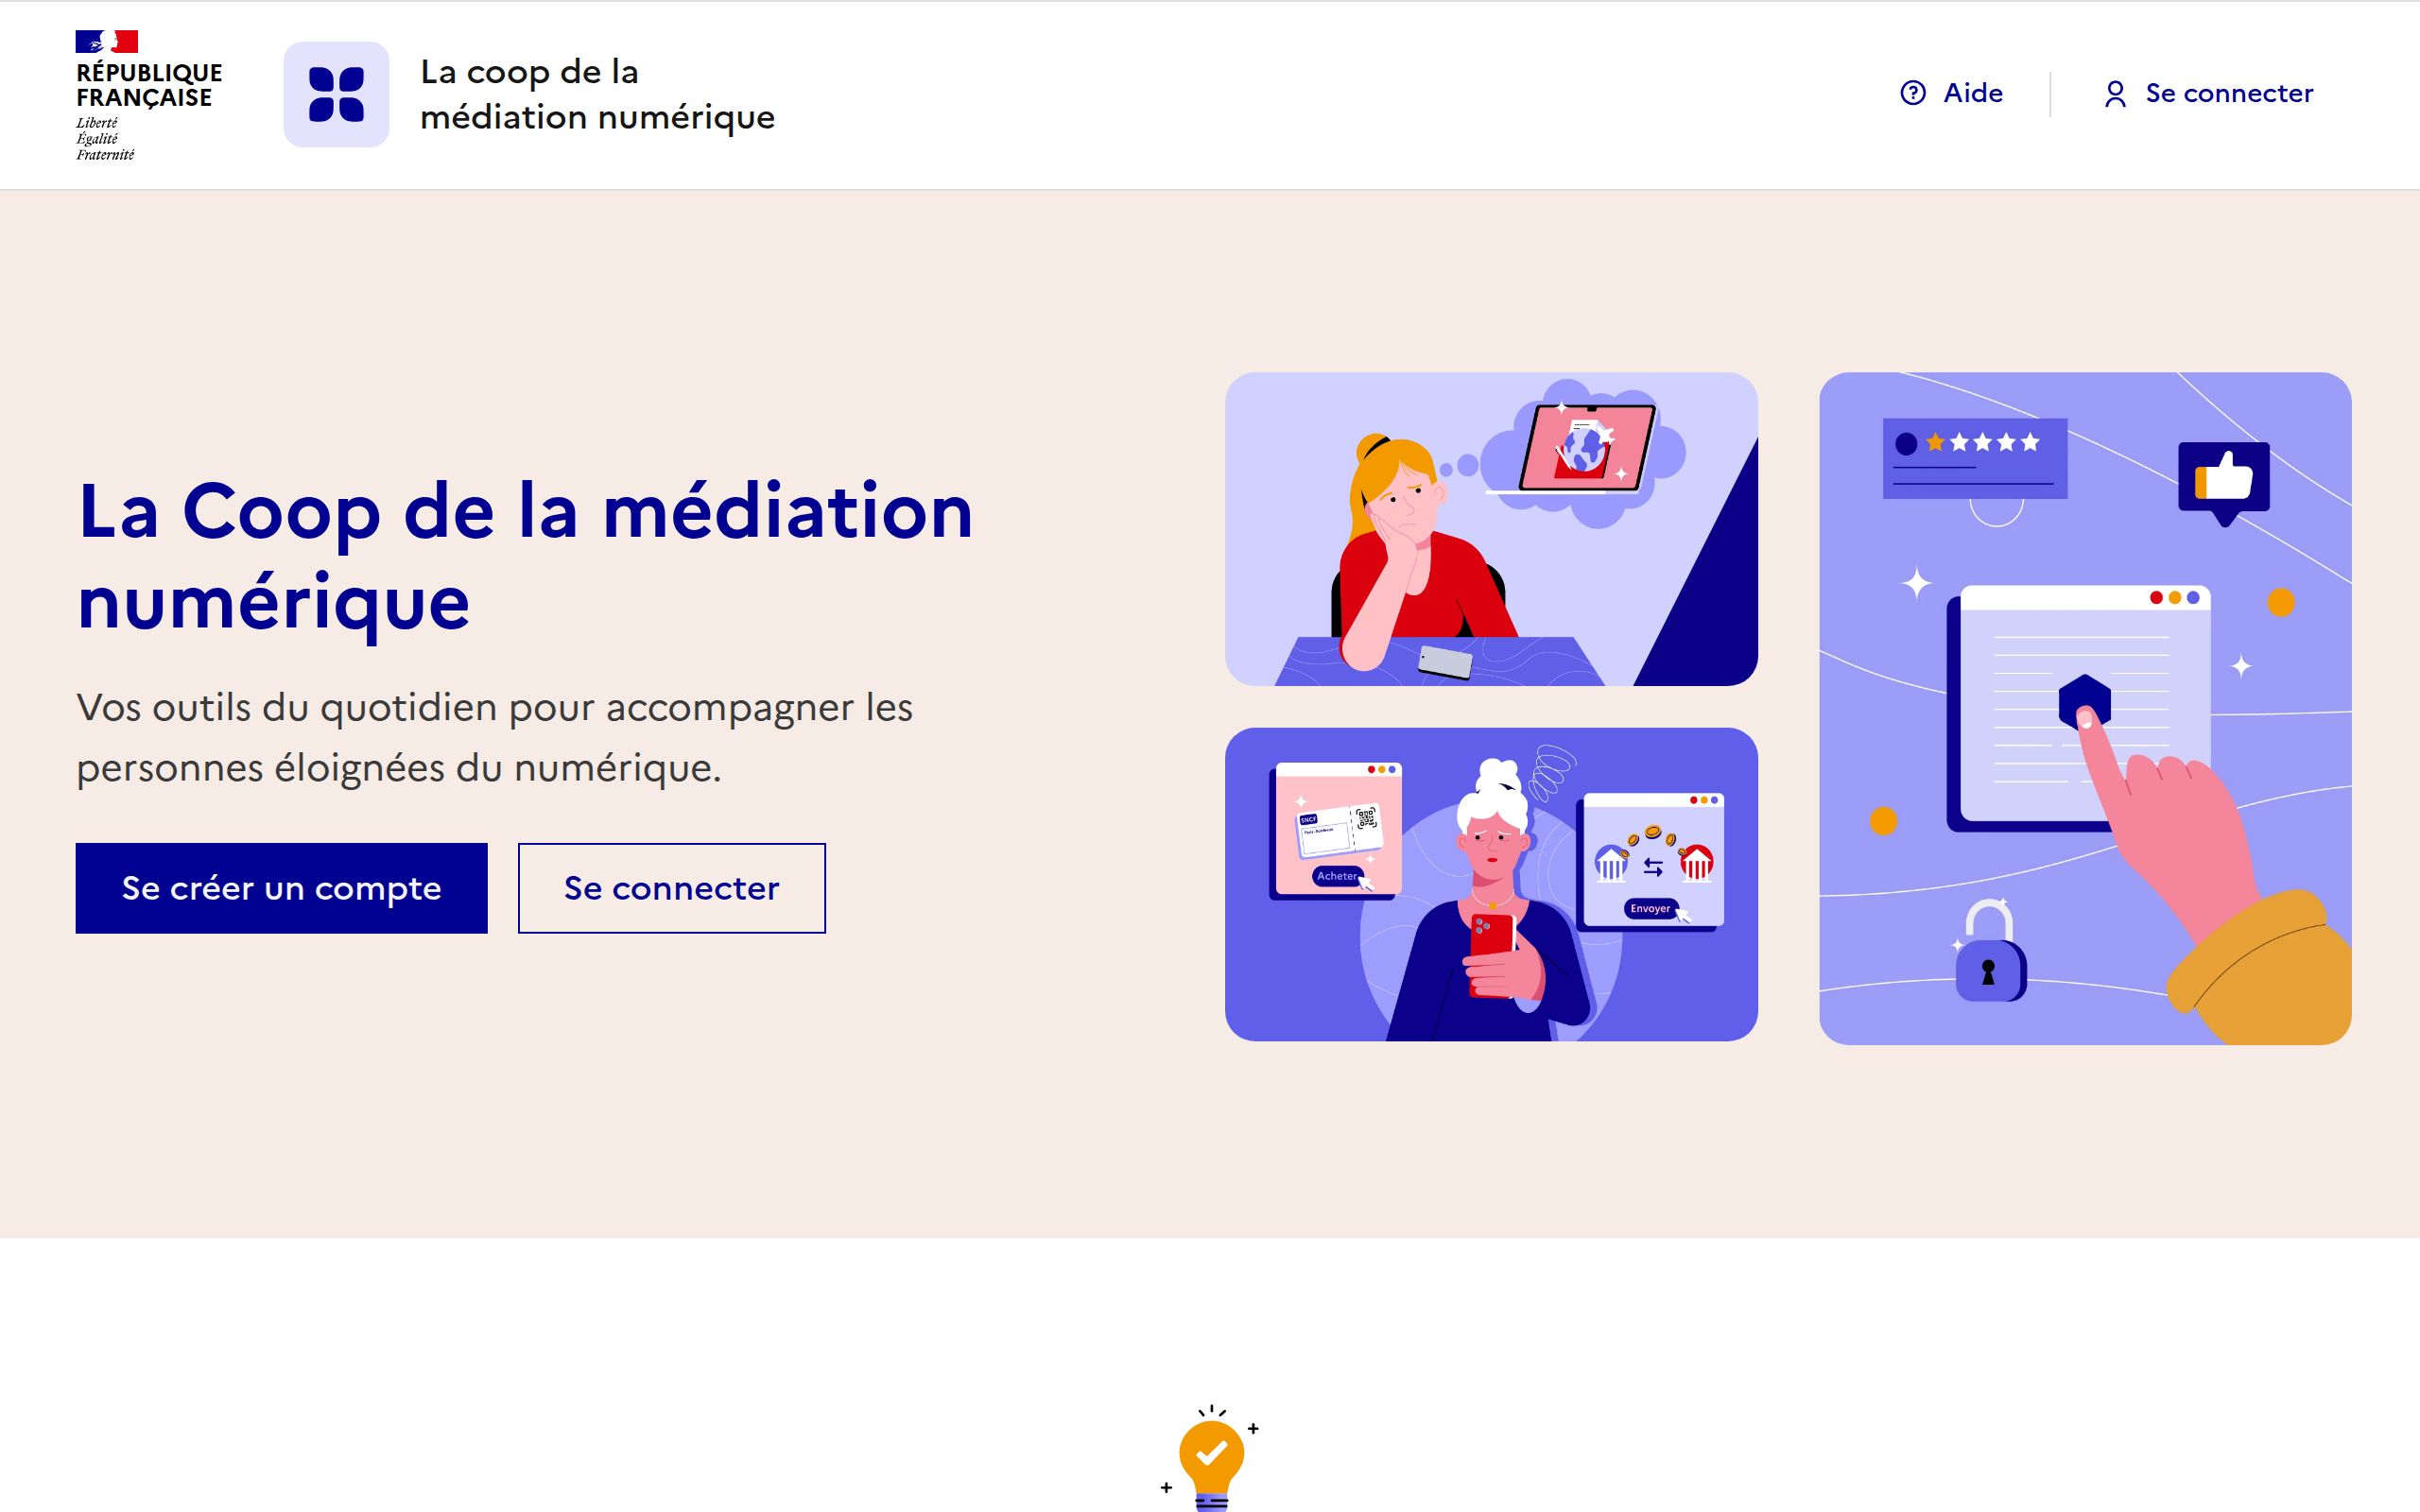 RÉPUBLIQUE
FRANÇAISE
Liberté
Égalité
Fraternité
La coop de la
médiation numérique
Aide
Se connecter
La Coop de la médiation
numérique
Vos outils du quotidien pour accompagner les
personnes éloignées du numérique.
Se créer un compte
Se connecter
SNCF
Paris-Bordeaux
Acheter
Envoyer